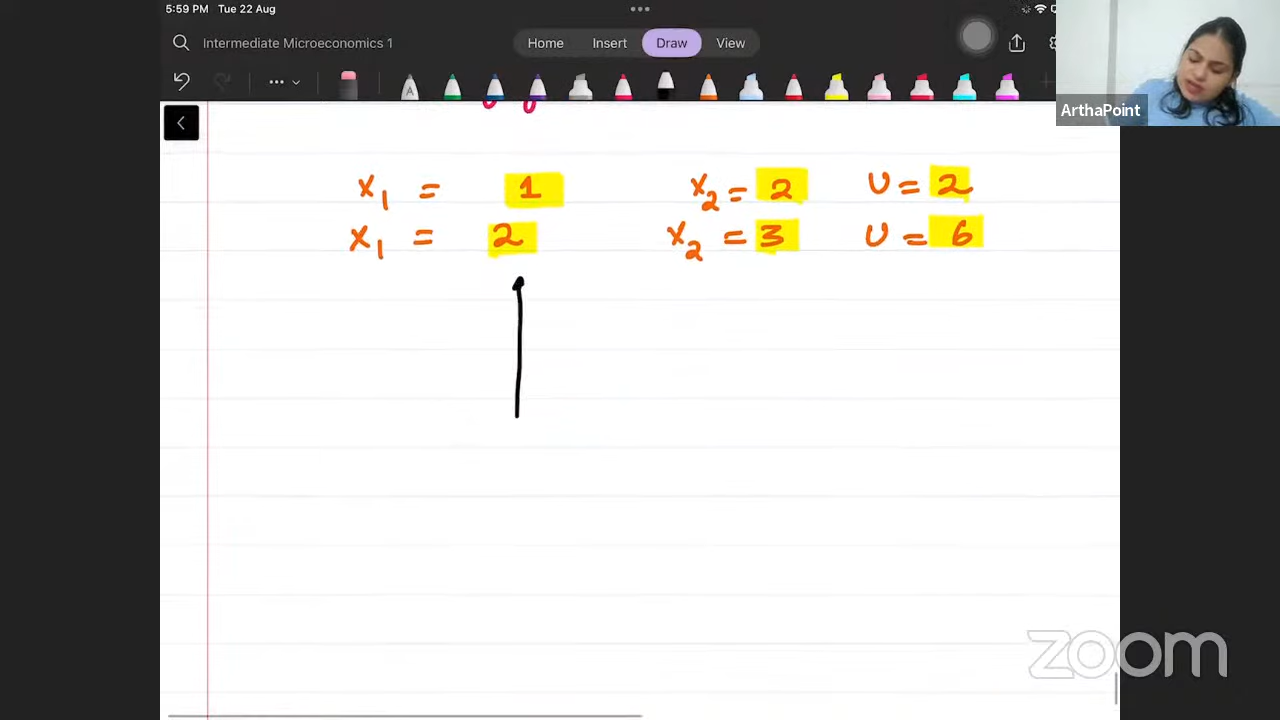 5:59 PM Tue 22 Aug
Intermediate Microeconomics 1
Home Insert Draw View
A
ArthaPoint
x₁ = 1 x₂ = 2 U = 2
x₁ = 2 x₂ = 3 U = 6
zoom